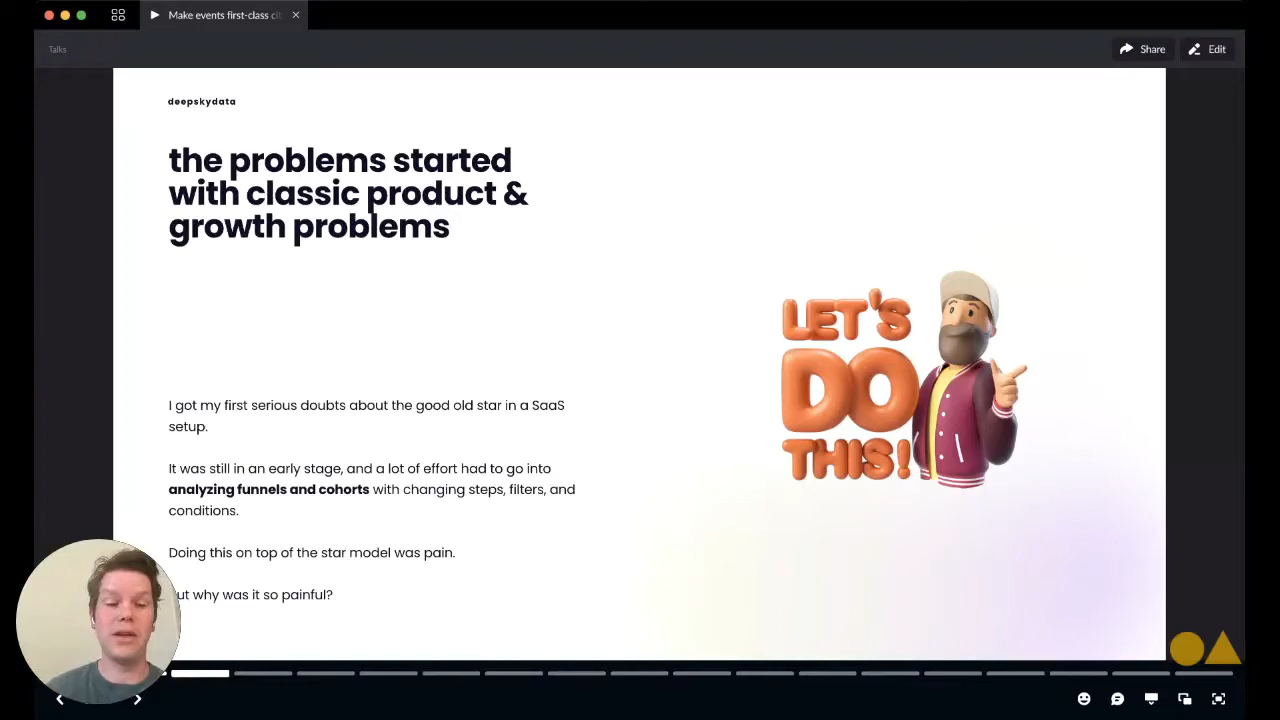 Make events first-class ci
Talks
Share
Edit
deepskydata
the problems started
with classic product &
growth problems
LET'S
DO
THIS!
I got my first serious doubts about the good old star in a SaaS
setup.
It was still in an early stage, and a lot of effort had to go into
analyzing funnels and cohorts with changing steps, filters, and
conditions.
Doing this on top of the star model was pain.
ut why was it so painful?